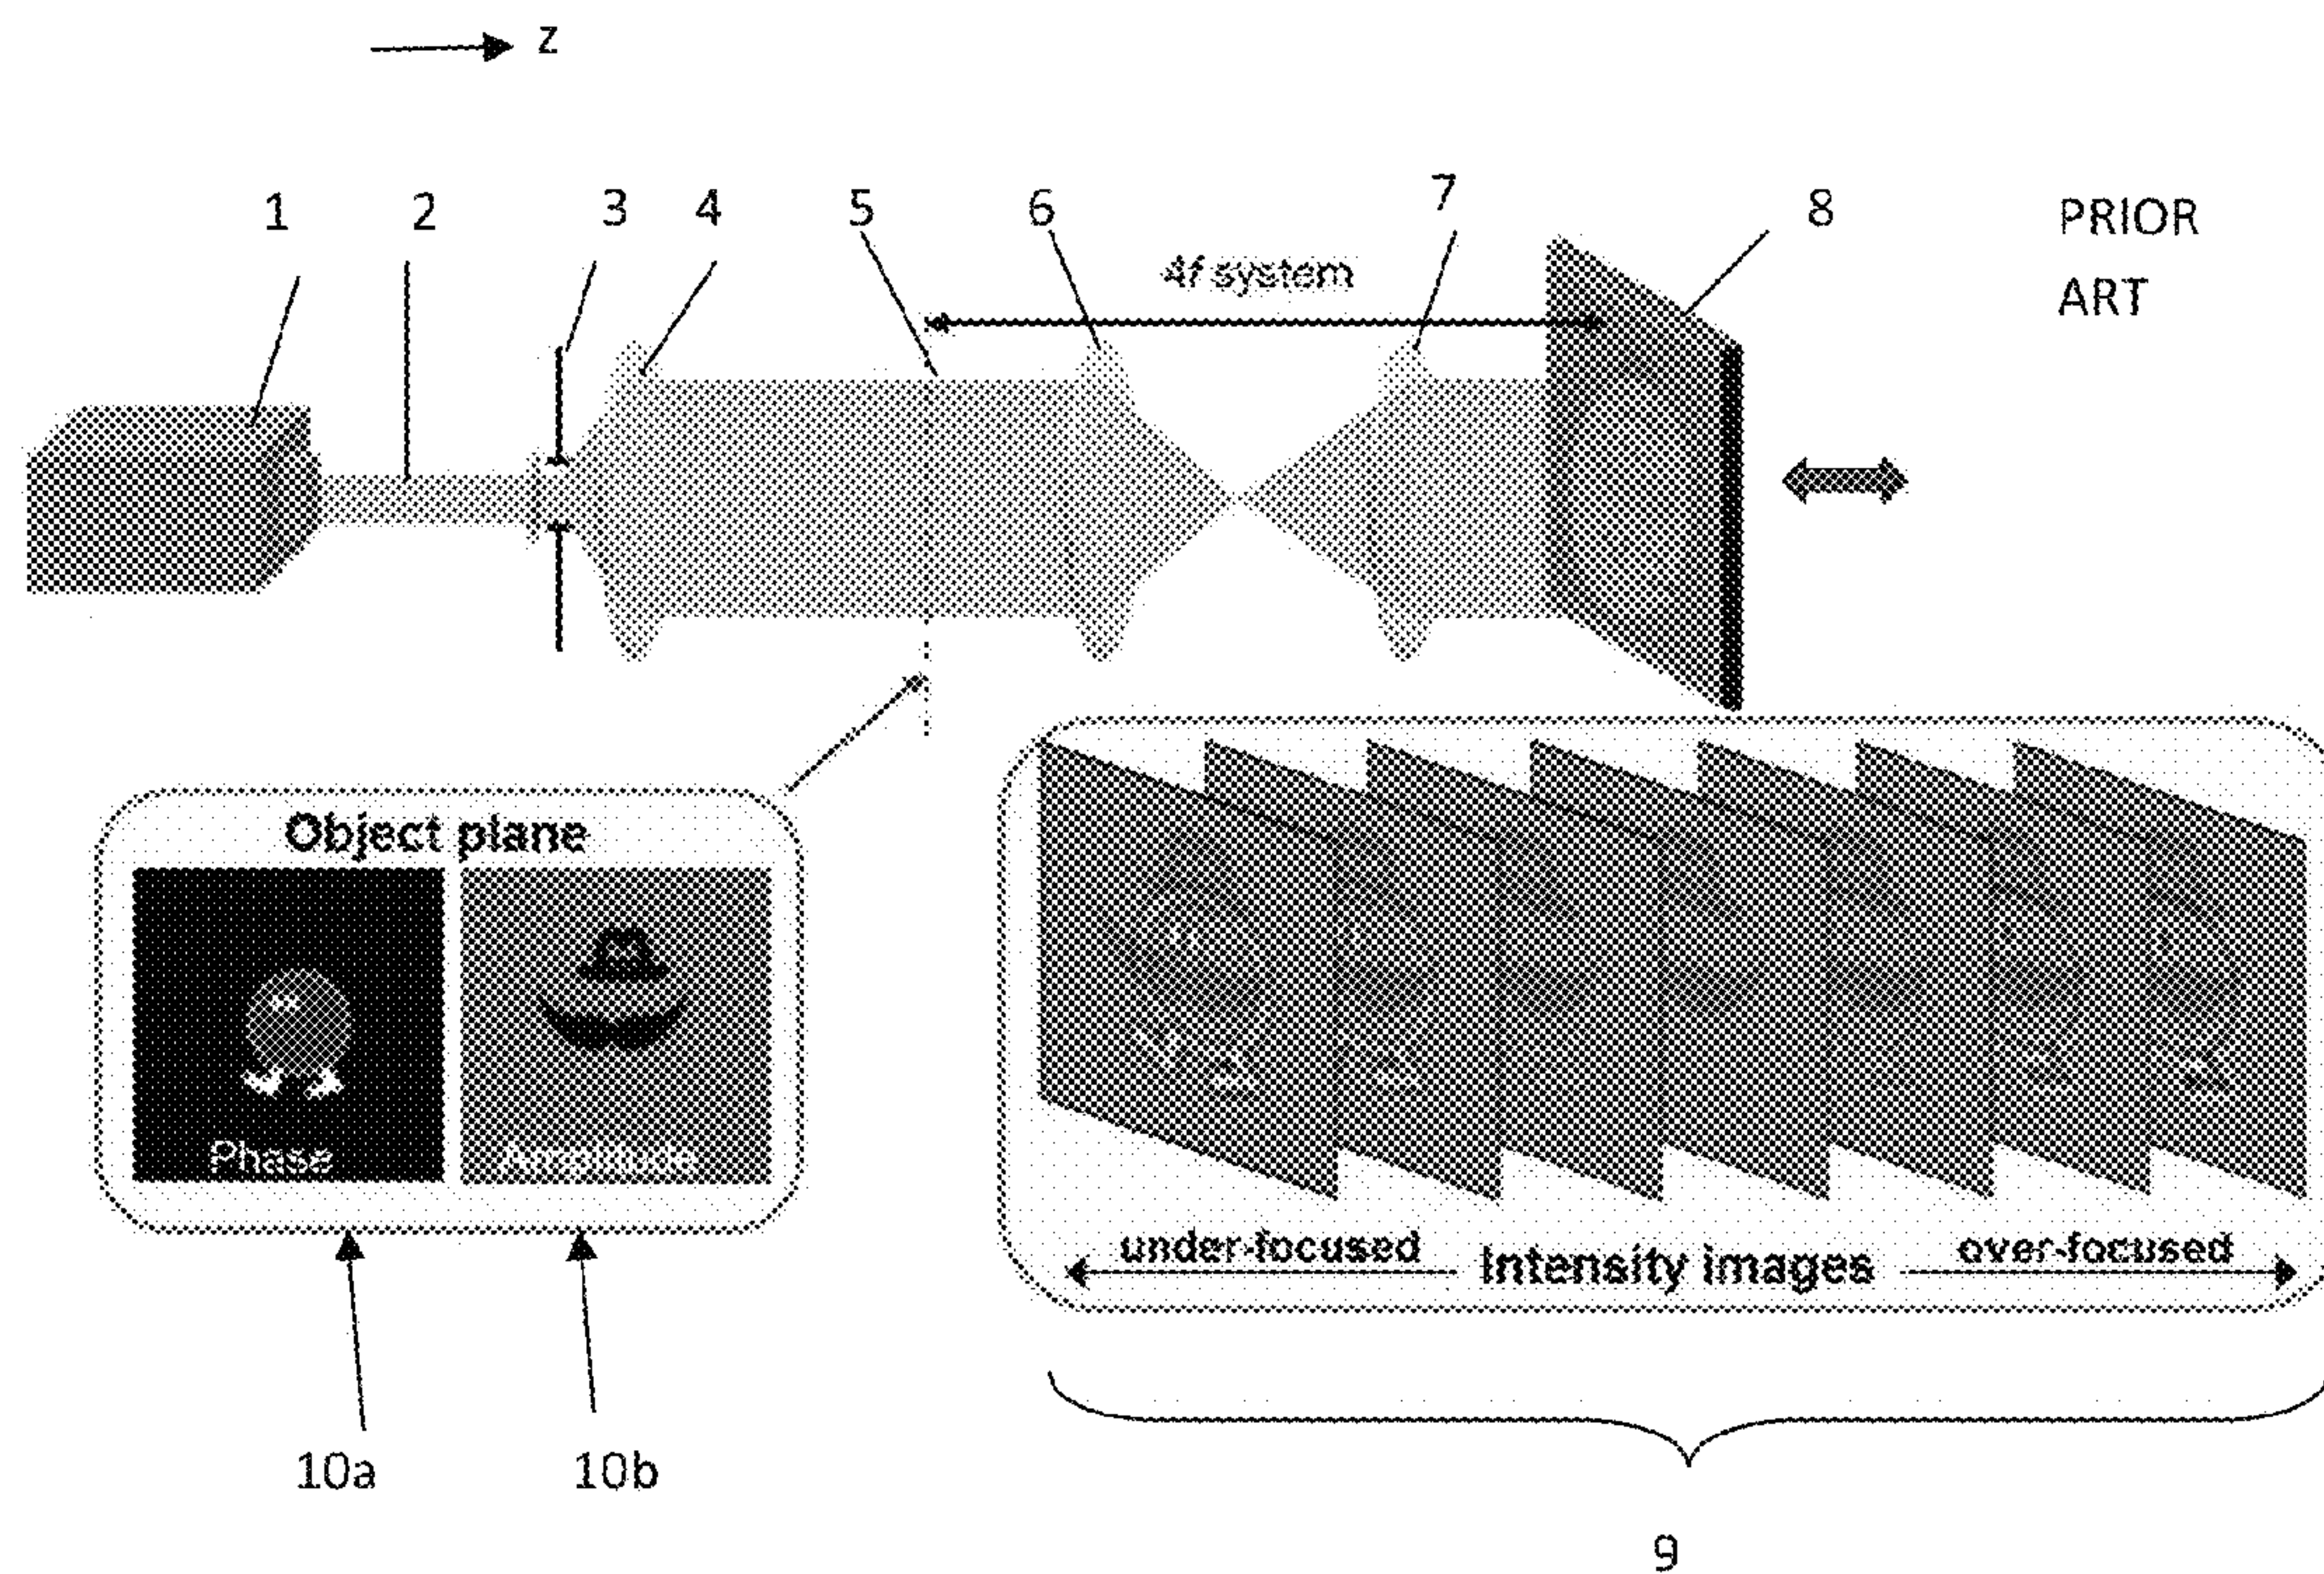 z
1 2 3 4 5 6 7 8
PRIOR
ART
4f system
Object plane
Phase
Amplitude
under-focused
Intensity images
over-focused
10a
10b
9